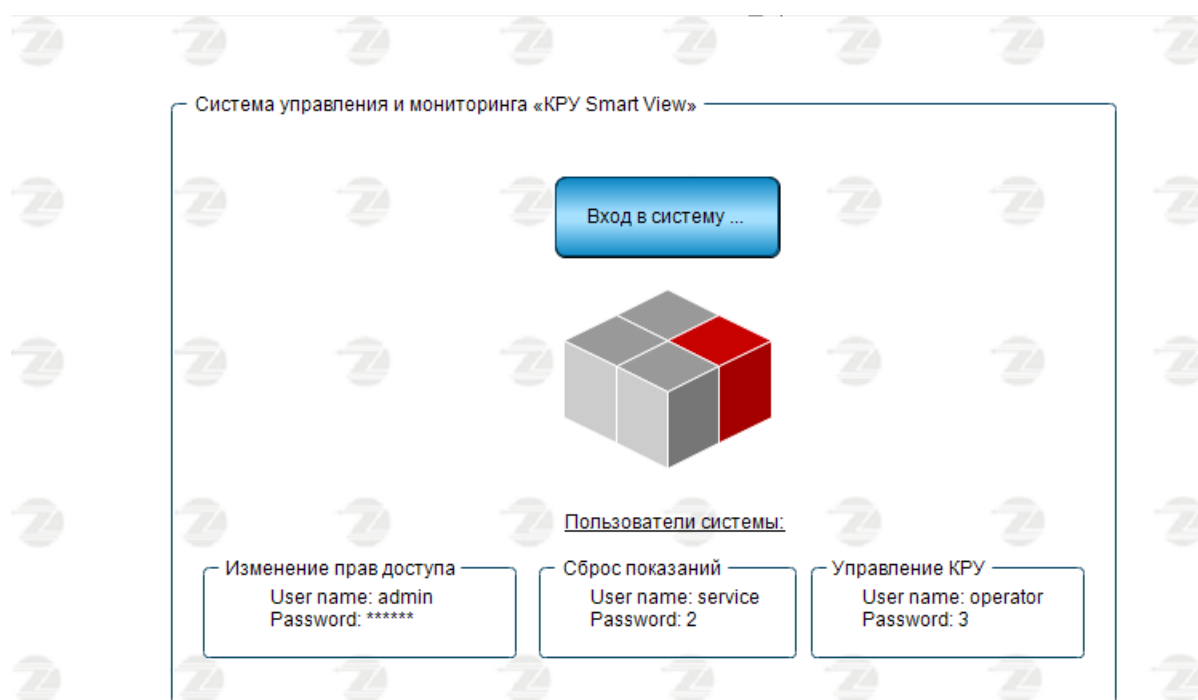 Система управления и мониторинга «КРУ Smart View»
Вход в систему ...
Пользователи системы:
Изменение прав доступа
User name: admin
Password: ******
Сброс показаний
User name: service
Password: 2
Управление КРУ
User name: operator
Password: 3